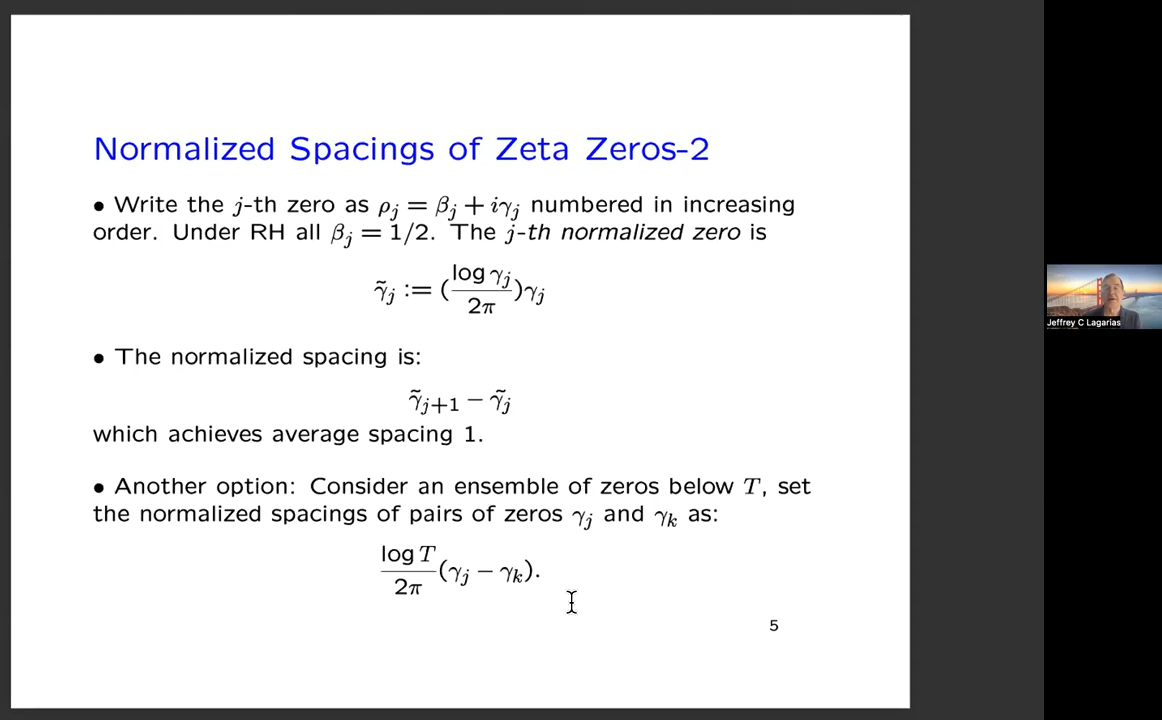 Normalized Spacings of Zeta Zeros-2
• Write the j-th zero as ρ_j = β_j + iγ_j numbered in increasing
order. Under RH all β_j = 1/2. The j-th normalized zero is
γ̃_j := (\frac{log γ_j}{2π})γ_j
• The normalized spacing is:
γ̃_{j+1} − γ̃_j
which achieves average spacing 1.
• Another option: Consider an ensemble of zeros below T, set
the normalized spacings of pairs of zeros γ_j and γ_k as:
\frac{log T}{2π}(γ_j − γ_k).
5
Jeffrey C Lagarias